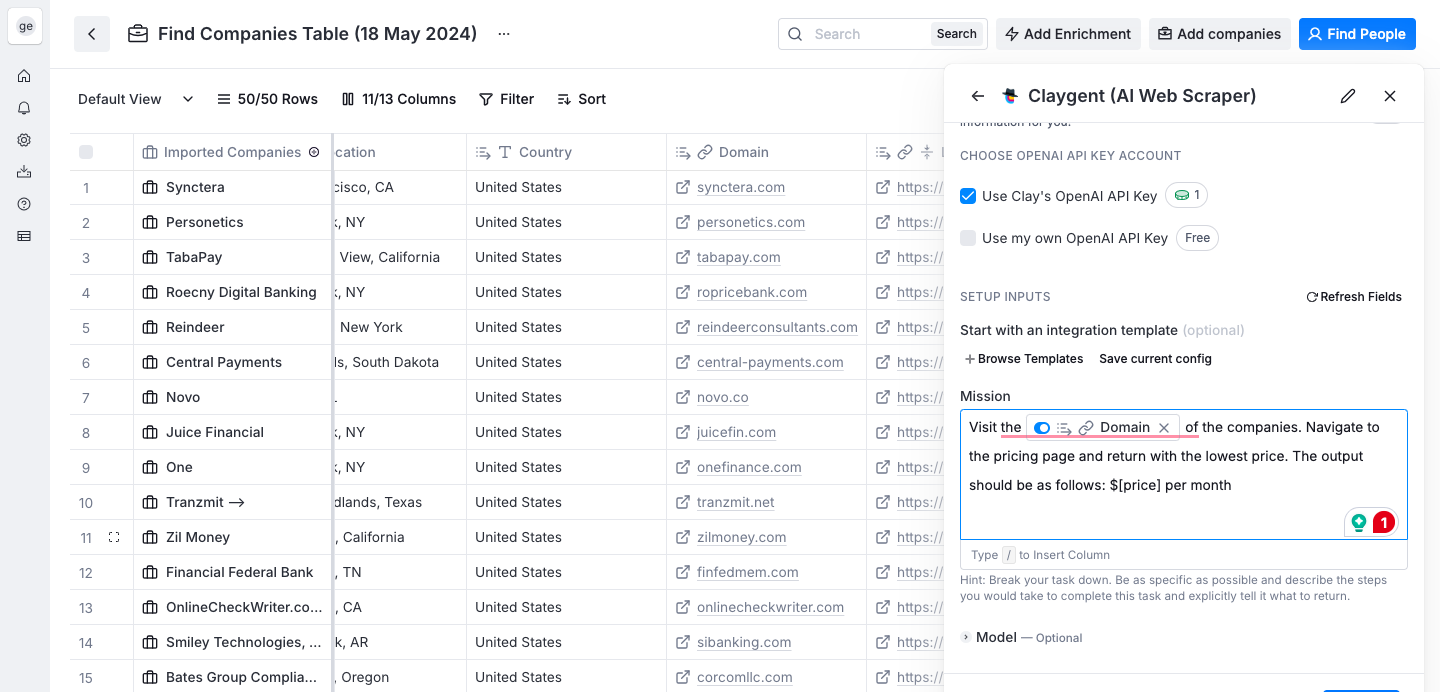 ge
Find Companies Table (18 May 2024)
Search
Search
Add Enrichment
Add companies
Find People
Default View
50/50 Rows
11/13 Columns
Filter
Sort
Imported Companies
cation
Country
Domain
1 Synctera cisco, CA United States synctera.com https://
2 Personetics k, NY United States personetics.com https://
3 TabaPay View, California United States tabapay.com https://
4 Roecny Digital Banking k, NY United States ropricebank.com https://
5 Reindeer New York United States reindeerconsultants.com https://
6 Central Payments ls, South Dakota United States central-payments.com https://
7 Novo United States novo.co https://
8 Juice Financial k, NY United States juicefin.com https://
9 One k, NY United States onefinance.com https://
10 Tranzmit –> dlands, Texas United States tranzmit.net https://
11 Zil Money , California United States zilmoney.com https://
12 Financial Federal Bank , TN United States finfedmem.com https://
13 OnlineCheckWriter.co... , CA United States onlinecheckwriter.com https://
14 Smiley Technologies, ... k, AR United States sibanking.com https://
15 Bates Group Complia... , Oregon United States corcomllc.com https://
Claygent (AI Web Scraper)
information for you.
CHOOSE OPENAI API KEY ACCOUNT
Use Clay's OpenAI API Key 1
Use my own OpenAI API Key Free
SETUP INPUTS
Refresh Fields
Start with an integration template (optional)
+ Browse Templates
Save current config
Mission
Visit the Domain of the companies. Navigate to
the pricing page and return with the lowest price. The output
should be as follows: $[price] per month
1
Type / to Insert Column
Hint: Break your task down. Be as specific as possible and describe the steps
you would take to complete this task and explicitly tell it what to return.
Model — Optional